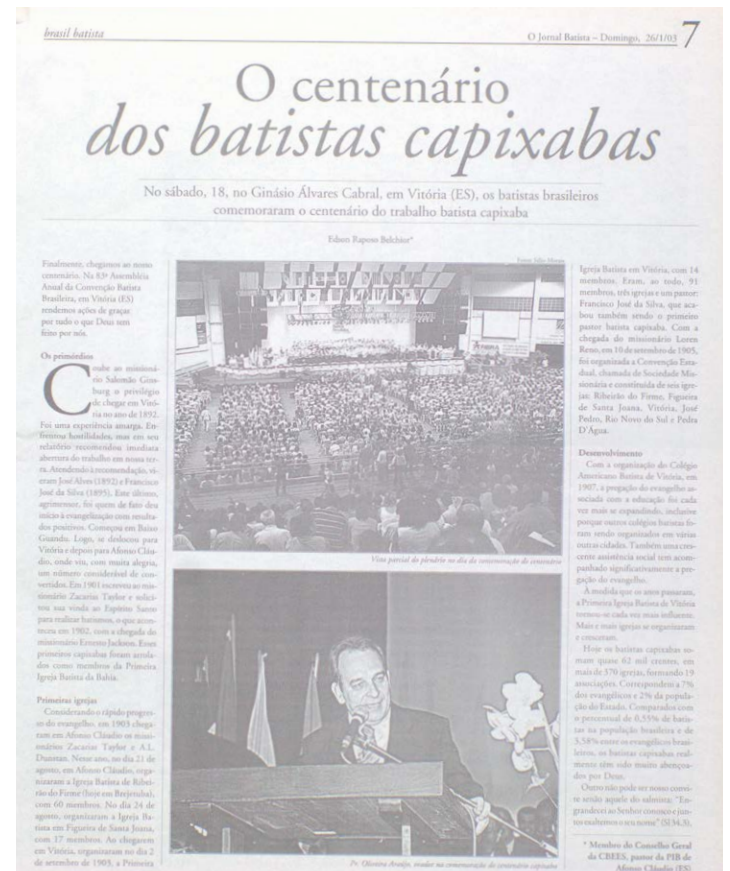 brasil batista
O Jornal Batista – Domingo, 26/1/03 7
O centenário
dos batistas capixabas
No sábado, 18, no Ginásio Álvares Cabral, em Vitória (ES), os batistas brasileiros
comemoraram o centenário do trabalho batista capixaba
Edson Raposo Belchior*
Finalmente, chegamos ao nosso
centenário. Na 83ª Assembléia
Anual da Convenção Batista
Brasileira, em Vitória (ES)
rendemos ações de graças
por tudo o que Deus tem
feito por nós.
Os primórdios
Coube ao missioná-
rio Salomão Gins-
burg o privilégio
de chegar em Vitó-
ria no ano de 1892.
Foi uma experiência amarga. En-
frentou hostilidades, mas em seu
relatório recomendou imediata
abertura do trabalho em nossa ter-
ra. Atendendo à recomendação, vi-
eram José Alves (1892) e Francisco
José da Silva (1895). Este último,
agrimensor, foi quem de fato deu
início à evangelização com resulta-
dos positivos. Começou em Baixo
Guandu. Logo, se deslocou para
Vitória e depois para Afonso Cláu-
dio, onde viu, com muita alegria,
um número considerável de con-
vertidos. Em 1901 escreveu ao mis-
sionário Zacarias Taylor e solici-
tou sua vinda ao Espírito Santo
para realizar batismos, o que acon-
teceu em 1902, com a chegada do
missionário Ernesto Jackson. Esses
primeiros capixabas foram arrola-
dos como membros da Primeira
Igreja Batista da Bahia.
Primeiras igrejas
Considerando o rápido progres-
so do evangelho, em 1903 chega-
ram em Afonso Cláudio os missi-
onários Zacarias Taylor e A.L.
Dunstan. Nesse ano, no dia 21 de
agosto, em Afonso Cláudio, orga-
nizaram a Igreja Batista de Ribei-
rão do Firme (hoje em Brejetuba),
com 60 membros. No dia 24 de
agosto, organizaram a Igreja Ba-
tista em Figueira de Santa Joana,
com 17 membros. Ao chegarem
em Vitória, organizaram no dia 2
de setembro de 1903, a Primeira
Vista parcial do plenário no dia da comemoração do centenário
Pr. Oliveira Araújo, orador na comemoração do centenário capixaba
Igreja Batista em Vitória, com 14
membros. Eram, ao todo, 91
membros, três igrejas e um pastor:
Francisco José da Silva, que aca-
bou também sendo o primeiro
pastor batista capixaba. Com a
chegada do missionário Loren
Reno, em 10 de setembro de 1905,
foi organizada a Convenção Esta-
dual, chamada de Sociedade Mis-
sionária e constituída de seis igre-
jas: Ribeirão do Firme, Figueira
de Santa Joana, Vitória, José
Pedro, Rio Novo do Sul e Pedra
D'Água.
Desenvolvimento
Com a organização do Colégio
Americano Batista de Vitória, em
1907, a pregação do evangelho as-
sociada com a educação foi cada
vez mais se expandindo, inclusive
porque outros colégios batistas fo-
ram sendo organizados em várias
outras cidades. Também uma cres-
cente assistência social tem acom-
panhado significativamente a pre-
gação do evangelho.
À medida que os anos passaram,
a Primeira Igreja Batista de Vitória
tornou-se cada vez mais influente.
Mais e mais igrejas se organizaram
e cresceram.
Hoje os batistas capixabas so-
mam quase 62 mil crentes, em
mais de 370 igrejas, formando 19
associações. Correspondem a 7%
dos evangélicos e 2% da popula-
ção do Estado. Comparados com
o percentual de 0,55% de batis-
tas na população brasileira e de
3,58% entre os evangélicos brasi-
leiros, os batistas capixabas real-
mente têm sido muito abençoa-
dos por Deus.
Outro não pode ser nosso convi-
te senão aquele do salmista: "En-
grandecei ao Senhor comigo e jun-
tos exaltemos o seu nome" (Sl 34.3).
* Membro do Conselho Geral
da CBEES, pastor da PIB de
Afonso Cláudio (ES)